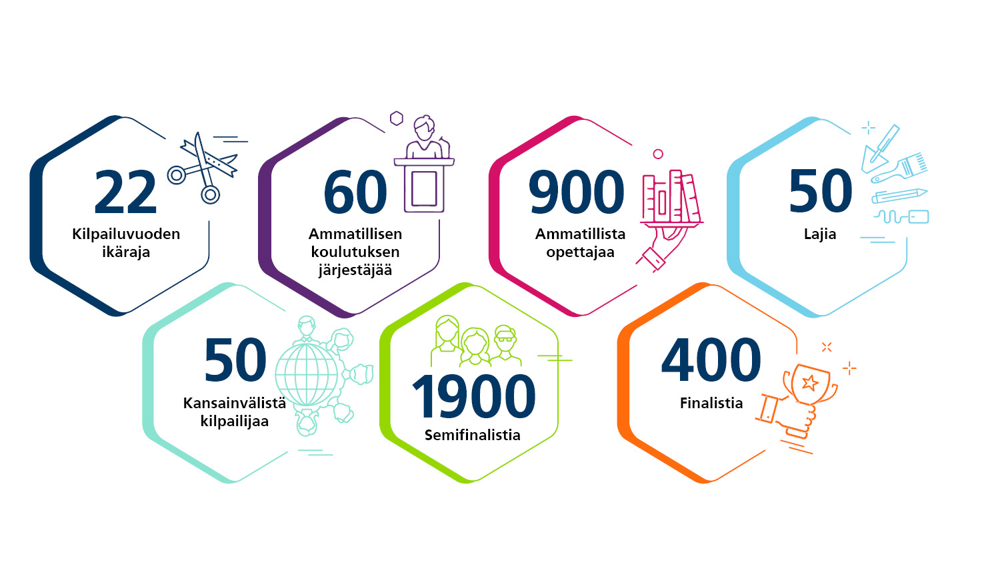 22
Kilpailuvuoden
ikäraja
60
Ammatillisen
koulutuksen
järjestäjää
900
Ammatillista
opettajaa
50
Lajia
50
Kansainvälistä
kilpailijaa
1900
Semifinalistia
400
Finalistia